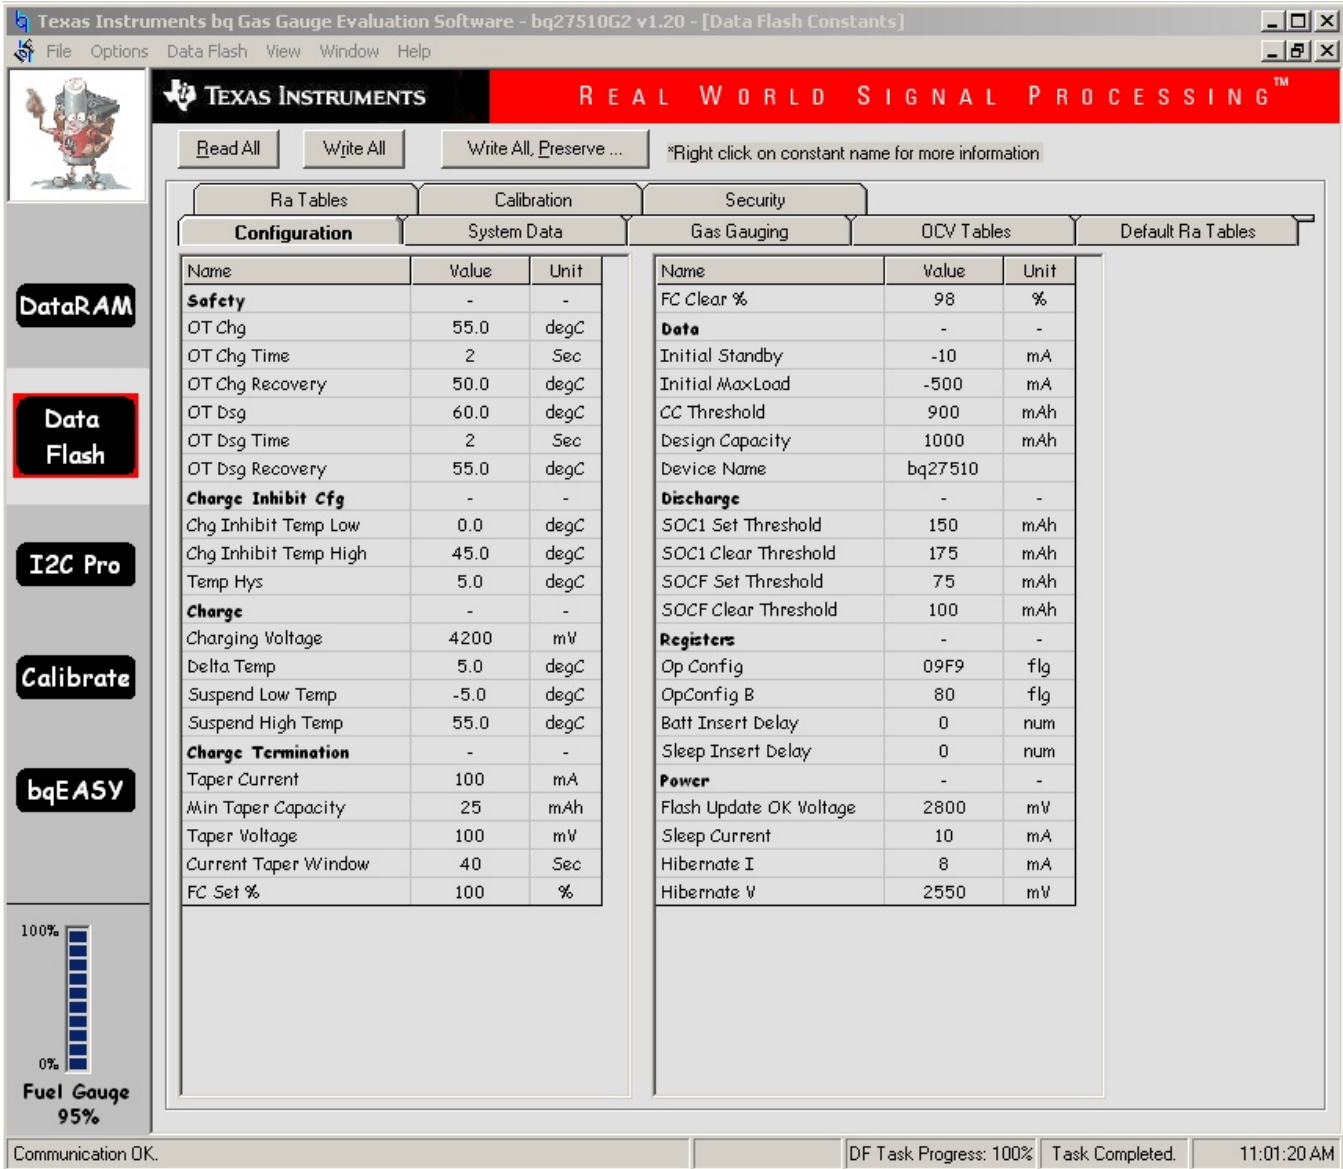 Texas Instruments bq Gas Gauge Evaluation Software - bq27510G2 v1.20 - [Data Flash Constants]
File Options Data Flash View Window Help
TEXAS INSTRUMENTS REAL WORLD SIGNAL PROCESSING™
Read All Write All Write All, Preserve ... *Right click on constant name for more information
Ra Tables Calibration Security
Configuration System Data Gas Gauging OCV Tables Default Ra Tables
DataRAM
Data
Flash
I2C Pro
Calibrate
bqEASY
100%
0%
Fuel Gauge
95%
Name Value Unit
Safety - -
OT Chg 55.0 degC
OT Chg Time 2 Sec
OT Chg Recovery 50.0 degC
OT Dsg 60.0 degC
OT Dsg Time 2 Sec
OT Dsg Recovery 55.0 degC
Charge Inhibit Cfg - -
Chg Inhibit Temp Low 0.0 degC
Chg Inhibit Temp High 45.0 degC
Temp Hys 5.0 degC
Charge - -
Charging Voltage 4200 mV
Delta Temp 5.0 degC
Suspend Low Temp -5.0 degC
Suspend High Temp 55.0 degC
Charge Termination - -
Taper Current 100 mA
Min Taper Capacity 25 mAh
Taper Voltage 100 mV
Current Taper Window 40 Sec
FC Set % 100 %
Name Value Unit
FC Clear % 98 %
Data - -
Initial Standby -10 mA
Initial MaxLoad -500 mA
CC Threshold 900 mAh
Design Capacity 1000 mAh
Device Name bq27510
Discharge - -
SOC1 Set Threshold 150 mAh
SOC1 Clear Threshold 175 mAh
SOCF Set Threshold 75 mAh
SOCF Clear Threshold 100 mAh
Registers - -
Op Config 09F9 flg
OpConfig B 80 flg
Batt Insert Delay 0 num
Sleep Insert Delay 0 num
Power - -
Flash Update OK Voltage 2800 mV
Sleep Current 10 mA
Hibernate I 8 mA
Hibernate V 2550 mV
Communication OK. DF Task Progress: 100% Task Completed. 11:01:20 AM